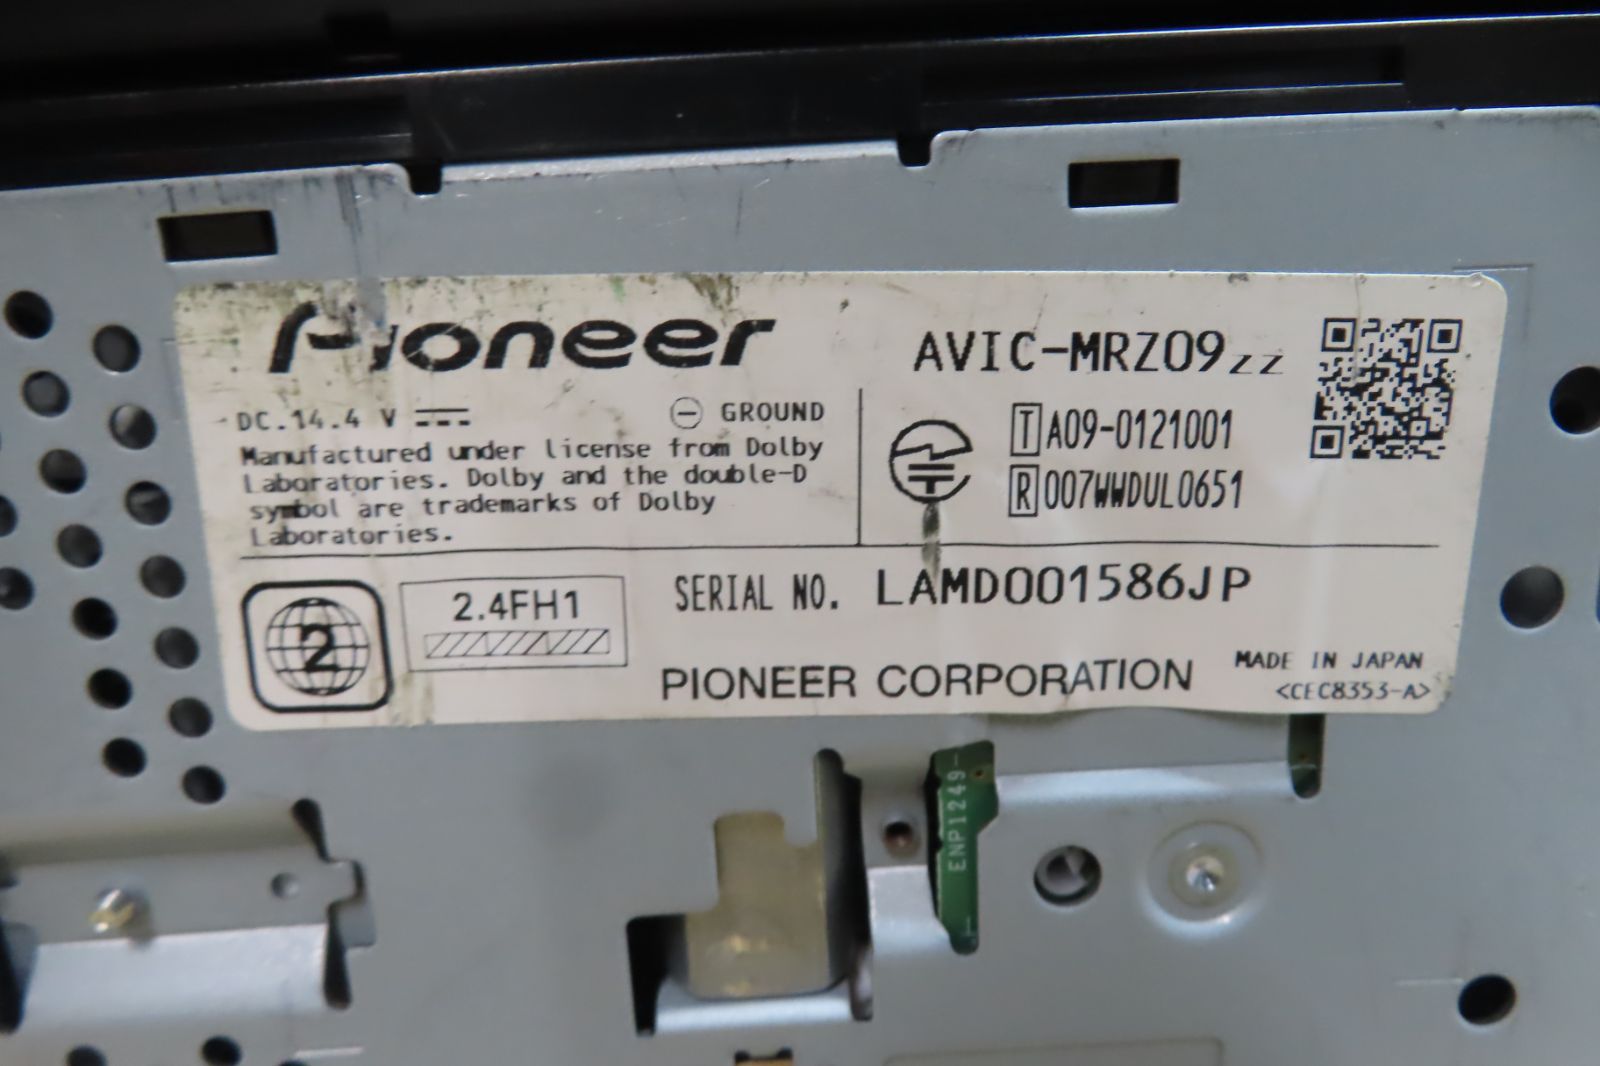 Pioneer
AVIC-MRZ09zz
DC.14.4 V
GROUND
Manufactured under license from Dolby
Laboratories. Dolby and the double-D
symbol are trademarks of Dolby
Laboratories.
T A09-0121001
R 007WWDUL0651
2
2.4FH1
SERIAL NO. LAMD001586JP
PIONEER CORPORATION
MADE IN JAPAN
<CEC8353-A>
ENP1249-